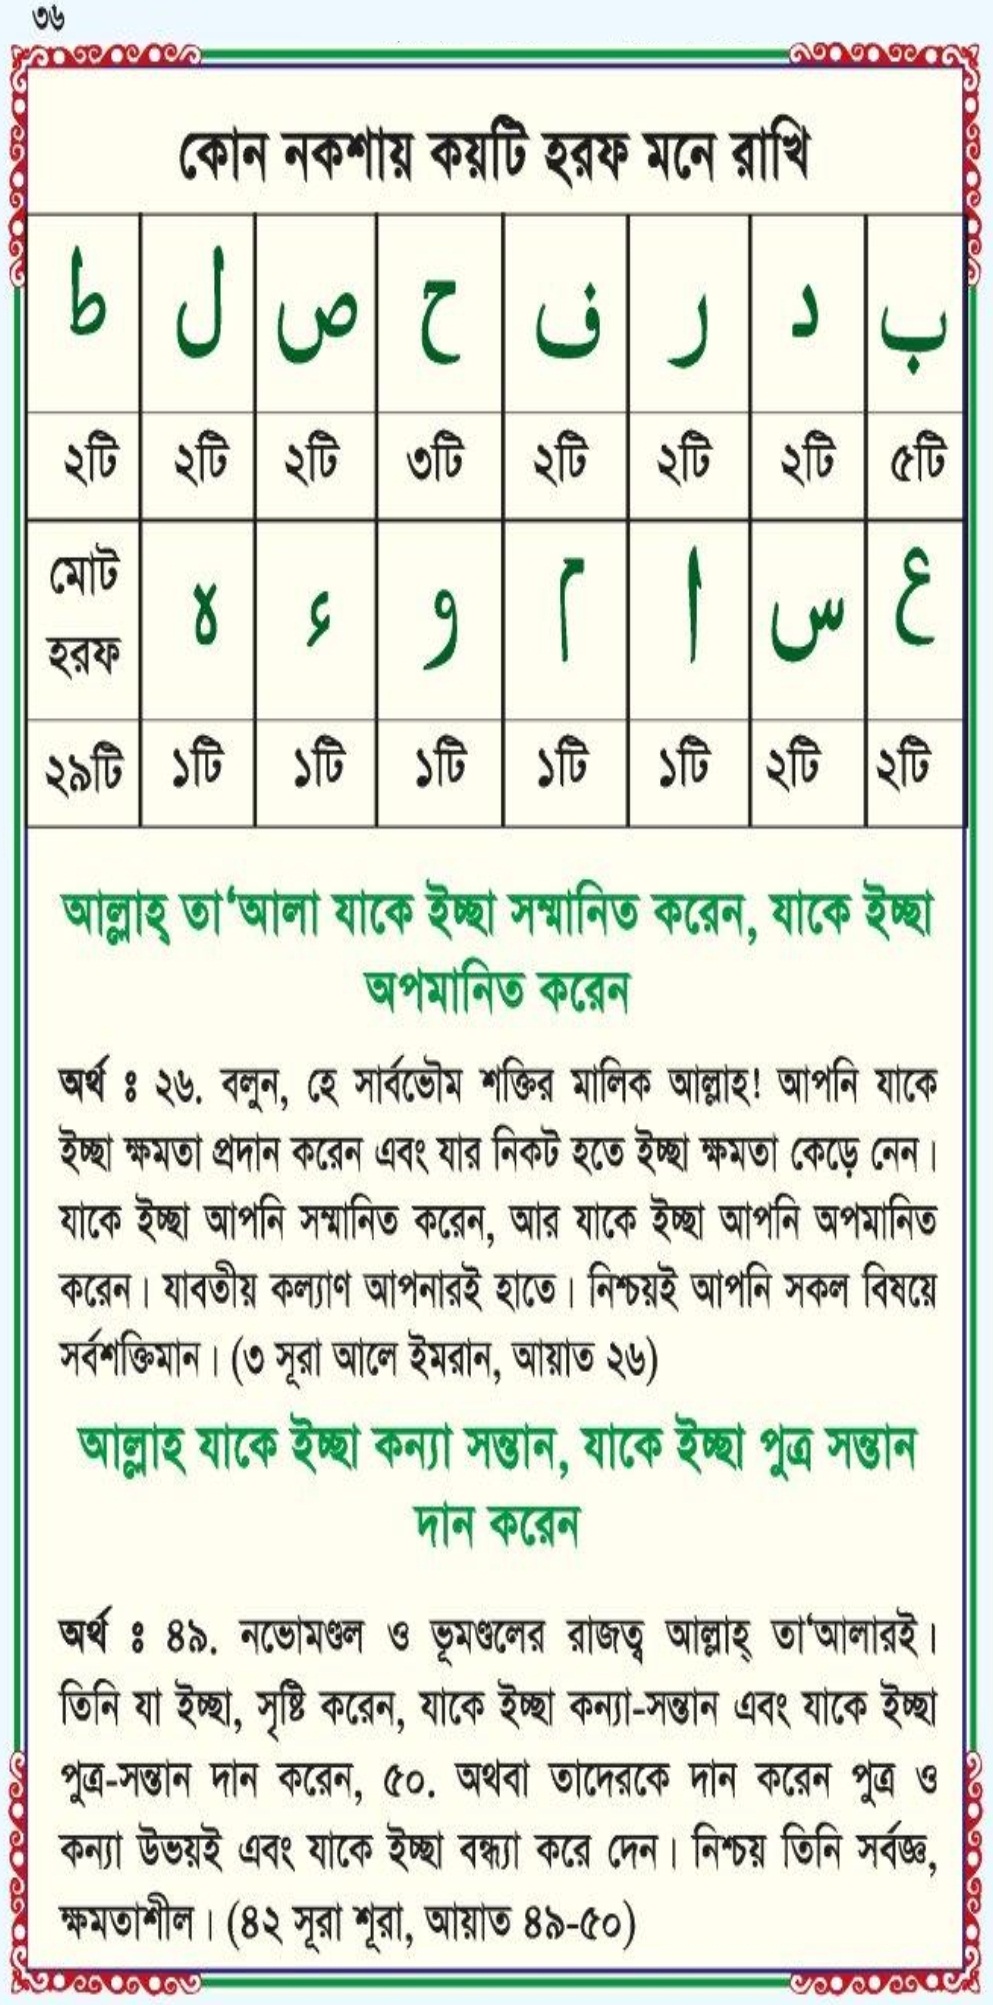 ৩৬
কোন নকশায় কয়টি হরফ মনে রাখি
ط ل ص ح ف ر د ب
২টি ২টি ২টি ৩টি ২টি ২টি ২টি ৫টি
মোট হরফ ه ء و م ا س ع
২৯টি ১টি ১টি ১টি ১টি ১টি ২টি ২টি
আল্লাহ্ তা‘আলা যাকে ইচ্ছা সম্মানিত করেন, যাকে ইচ্ছা
অপমানিত করেন
অর্থ ঃ ২৬. বলুন, হে সার্বভৌম শক্তির মালিক আল্লাহ! আপনি যাকে
ইচ্ছা ক্ষমতা প্রদান করেন এবং যার নিকট হতে ইচ্ছা ক্ষমতা কেড়ে নেন।
যাকে ইচ্ছা আপনি সম্মানিত করেন, আর যাকে ইচ্ছা আপনি অপমানিত
করেন। যাবতীয় কল্যাণ আপনারই হাতে। নিশ্চয়ই আপনি সকল বিষয়ে
সর্বশক্তিমান। (৩ সূরা আলে ইমরান, আয়াত ২৬)
আল্লাহ যাকে ইচ্ছা কন্যা সন্তান, যাকে ইচ্ছা পুত্র সন্তান
দান করেন
অর্থ ঃ ৪৯. নভোমণ্ডল ও ভূমণ্ডলের রাজত্ব আল্লাহ্ তা‘আলারই।
তিনি যা ইচ্ছা, সৃষ্টি করেন, যাকে ইচ্ছা কন্যা-সন্তান এবং যাকে ইচ্ছা
পুত্র-সন্তান দান করেন, ৫০. অথবা তাদেরকে দান করেন পুত্র ও
কন্যা উভয়ই এবং যাকে ইচ্ছা বন্ধ্যা করে দেন। নিশ্চয় তিনি সর্বজ্ঞ,
ক্ষমতাশীল। (৪২ সূরা শূরা, আয়াত ৪৯-৫০)